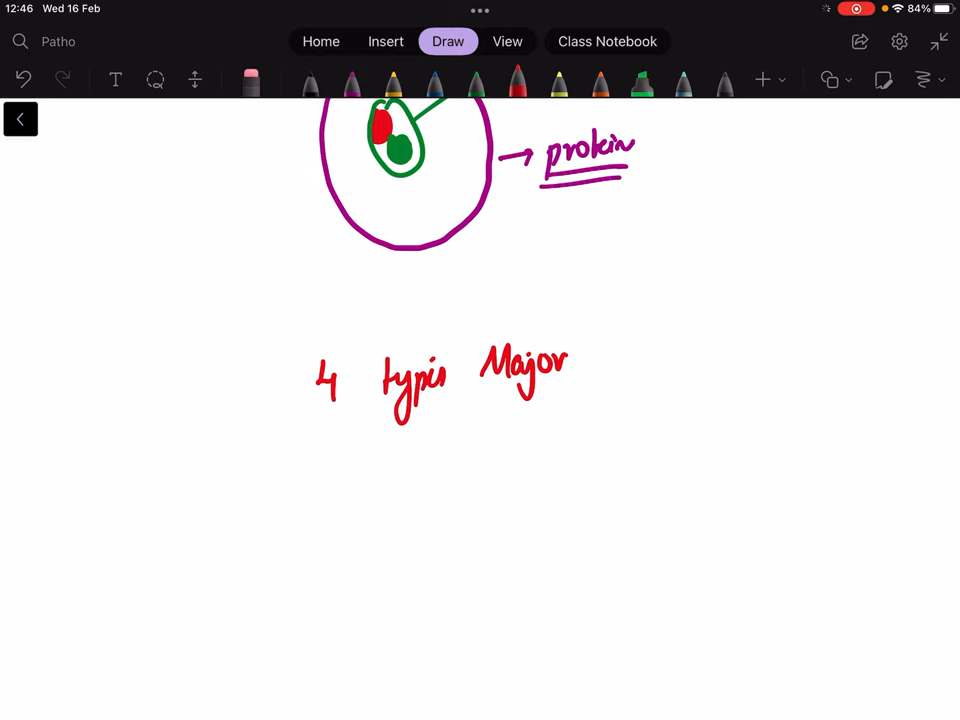 12:46 Wed 16 Feb 84%
Patho Home Insert Draw View Class Notebook
T
→ protein
4 types Major